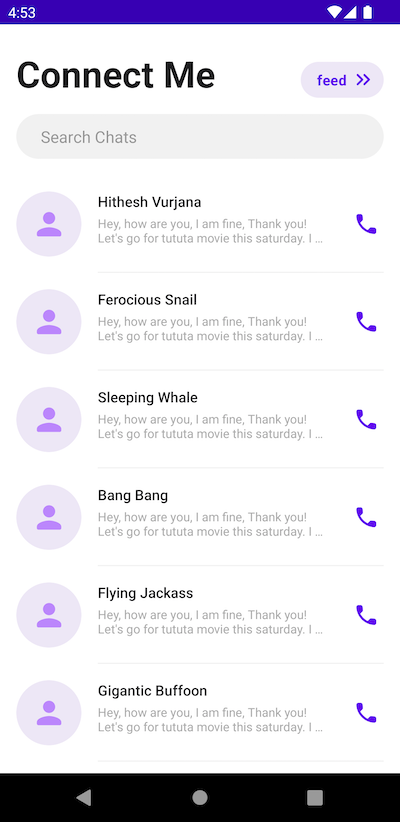 4:53
Connect Me
feed
Search Chats
Hithesh Vurjana
Hey, how are you, I am fine, Thank you!
Let's go for tututa movie this saturday. I ...
Ferocious Snail
Hey, how are you, I am fine, Thank you!
Let's go for tututa movie this saturday. I ...
Sleeping Whale
Hey, how are you, I am fine, Thank you!
Let's go for tututa movie this saturday. I ...
Bang Bang
Hey, how are you, I am fine, Thank you!
Let's go for tututa movie this saturday. I ...
Flying Jackass
Hey, how are you, I am fine, Thank you!
Let's go for tututa movie this saturday. I ...
Gigantic Buffoon
Hey, how are you, I am fine, Thank you!
Let's go for tututa movie this saturday. I ...